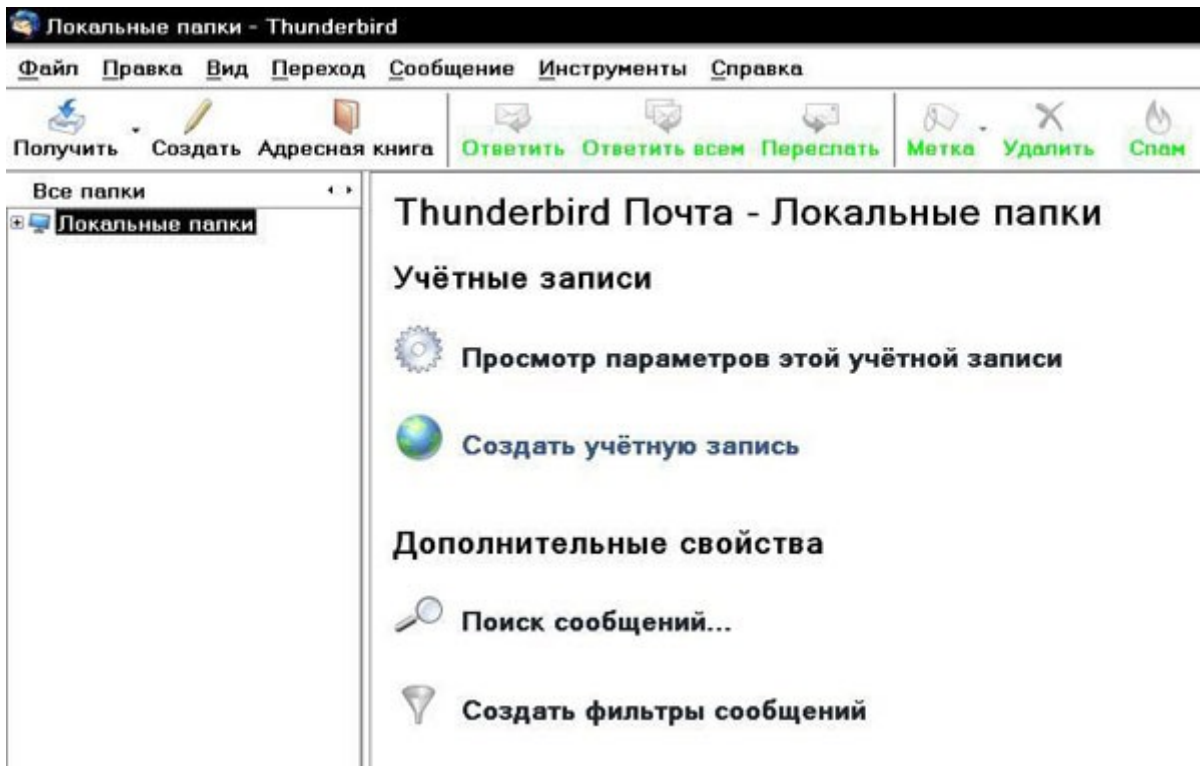 Локальные папки - Thunderbird
Файл Правка Вид Переход Сообщение Инструменты Справка
Получить Создать Адресная книга Ответить Ответить всем Переслать Метка Удалить Спам
Все папки
Локальные папки
Thunderbird Почта - Локальные папки
Учётные записи
Просмотр параметров этой учётной записи
Создать учётную запись
Дополнительные свойства
Поиск сообщений...
Создать фильтры сообщений